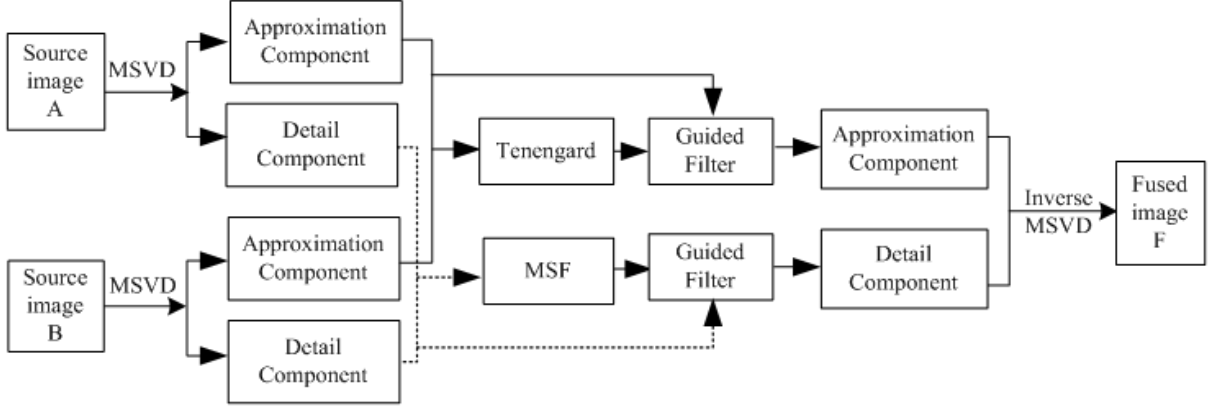 Source
image
A
MSVD
Approximation
Component
Detail
Component
Source
image
B
MSVD
Approximation
Component
Detail
Component
Tenengard
Guided
Filter
Approximation
Component
MSF
Guided
Filter
Detail
Component
Inverse
MSVD
Fused
image
F